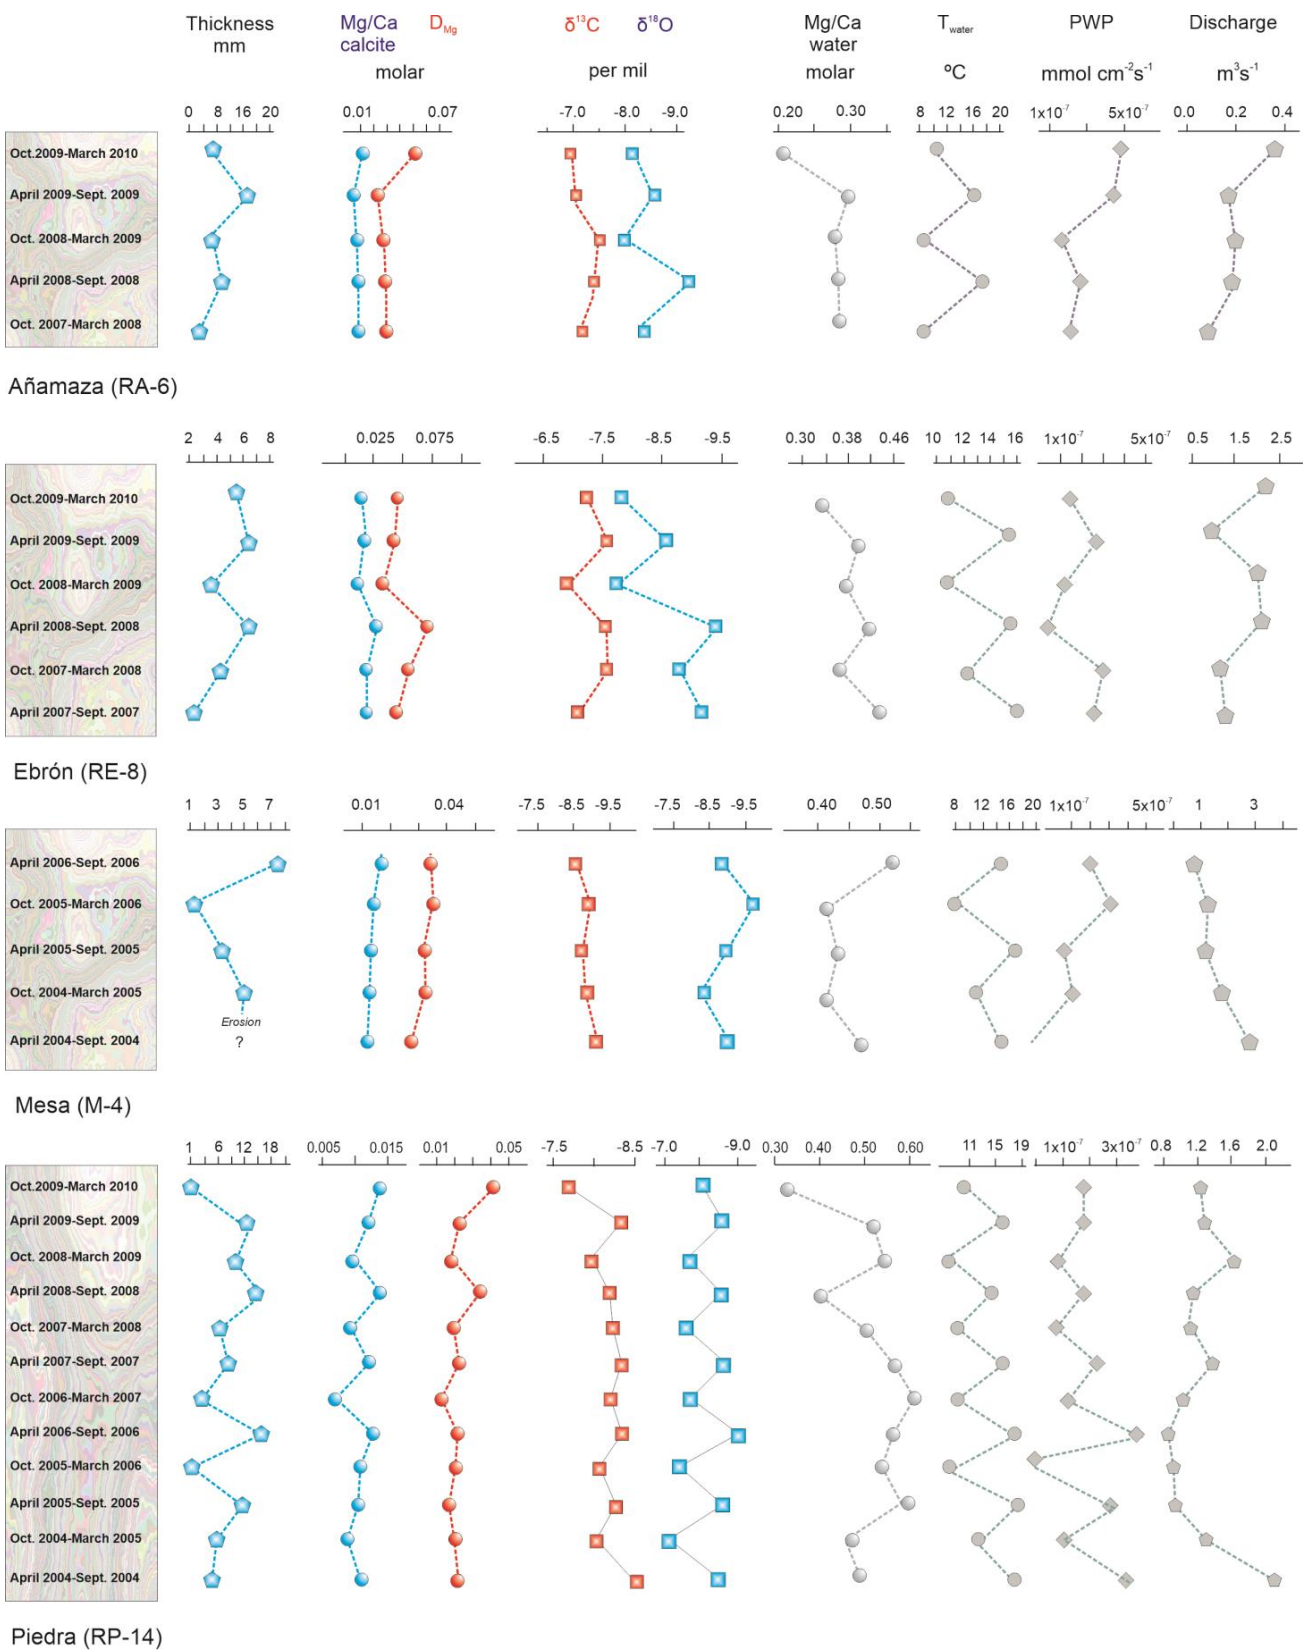 Thickness Mg/Ca D_Mg δ¹³C δ¹⁸O Mg/Ca T_water PWP Discharge
mm calcite water
molar per mil molar ºC mmol cm⁻²s⁻¹ m³s⁻¹
0 8 16 20 0.01 0.07 -7.0 -8.0 -9.0 0.20 0.30 8 12 16 20 1x10⁻⁷ 5x10⁻⁷ 0.0 0.2 0.4
Oct.2009-March 2010
April 2009-Sept. 2009
Oct. 2008-March 2009
April 2008-Sept. 2008
Oct. 2007-March 2008
Añamaza (RA-6)
2 4 6 8 0.025 0.075 -6.5 -7.5 -8.5 -9.5 0.30 0.38 0.46 10 12 14 16 1x10⁻⁷ 5x10⁻⁷ 0.5 1.5 2.5
Oct.2009-March 2010
April 2009-Sept. 2009
Oct. 2008-March 2009
April 2008-Sept. 2008
Oct. 2007-March 2008
April 2007-Sept. 2007
Ebrón (RE-8)
1 3 5 7 0.01 0.04 -7.5 -8.5 -9.5 -7.5 -8.5 -9.5 0.40 0.50 8 12 16 20 1x10⁻⁷ 5x10⁻⁷ 1 3
April 2006-Sept. 2006
Oct. 2005-March 2006
April 2005-Sept. 2005
Oct. 2004-March 2005
Erosion
April 2004-Sept. 2004 ?
Mesa (M-4)
1 6 12 18 0.005 0.015 0.01 0.05 -7.5 -8.5 -7.0 -9.0 0.30 0.40 0.50 0.60 11 15 19 1x10⁻⁷ 3x10⁻⁷ 0.8 1.2 1.6 2.0
Oct.2009-March 2010
April 2009-Sept. 2009
Oct. 2008-March 2009
April 2008-Sept. 2008
Oct. 2007-March 2008
April 2007-Sept. 2007
Oct. 2006-March 2007
April 2006-Sept. 2006
Oct. 2005-March 2006
April 2005-Sept. 2005
Oct. 2004-March 2005
April 2004-Sept. 2004
Piedra (RP-14)